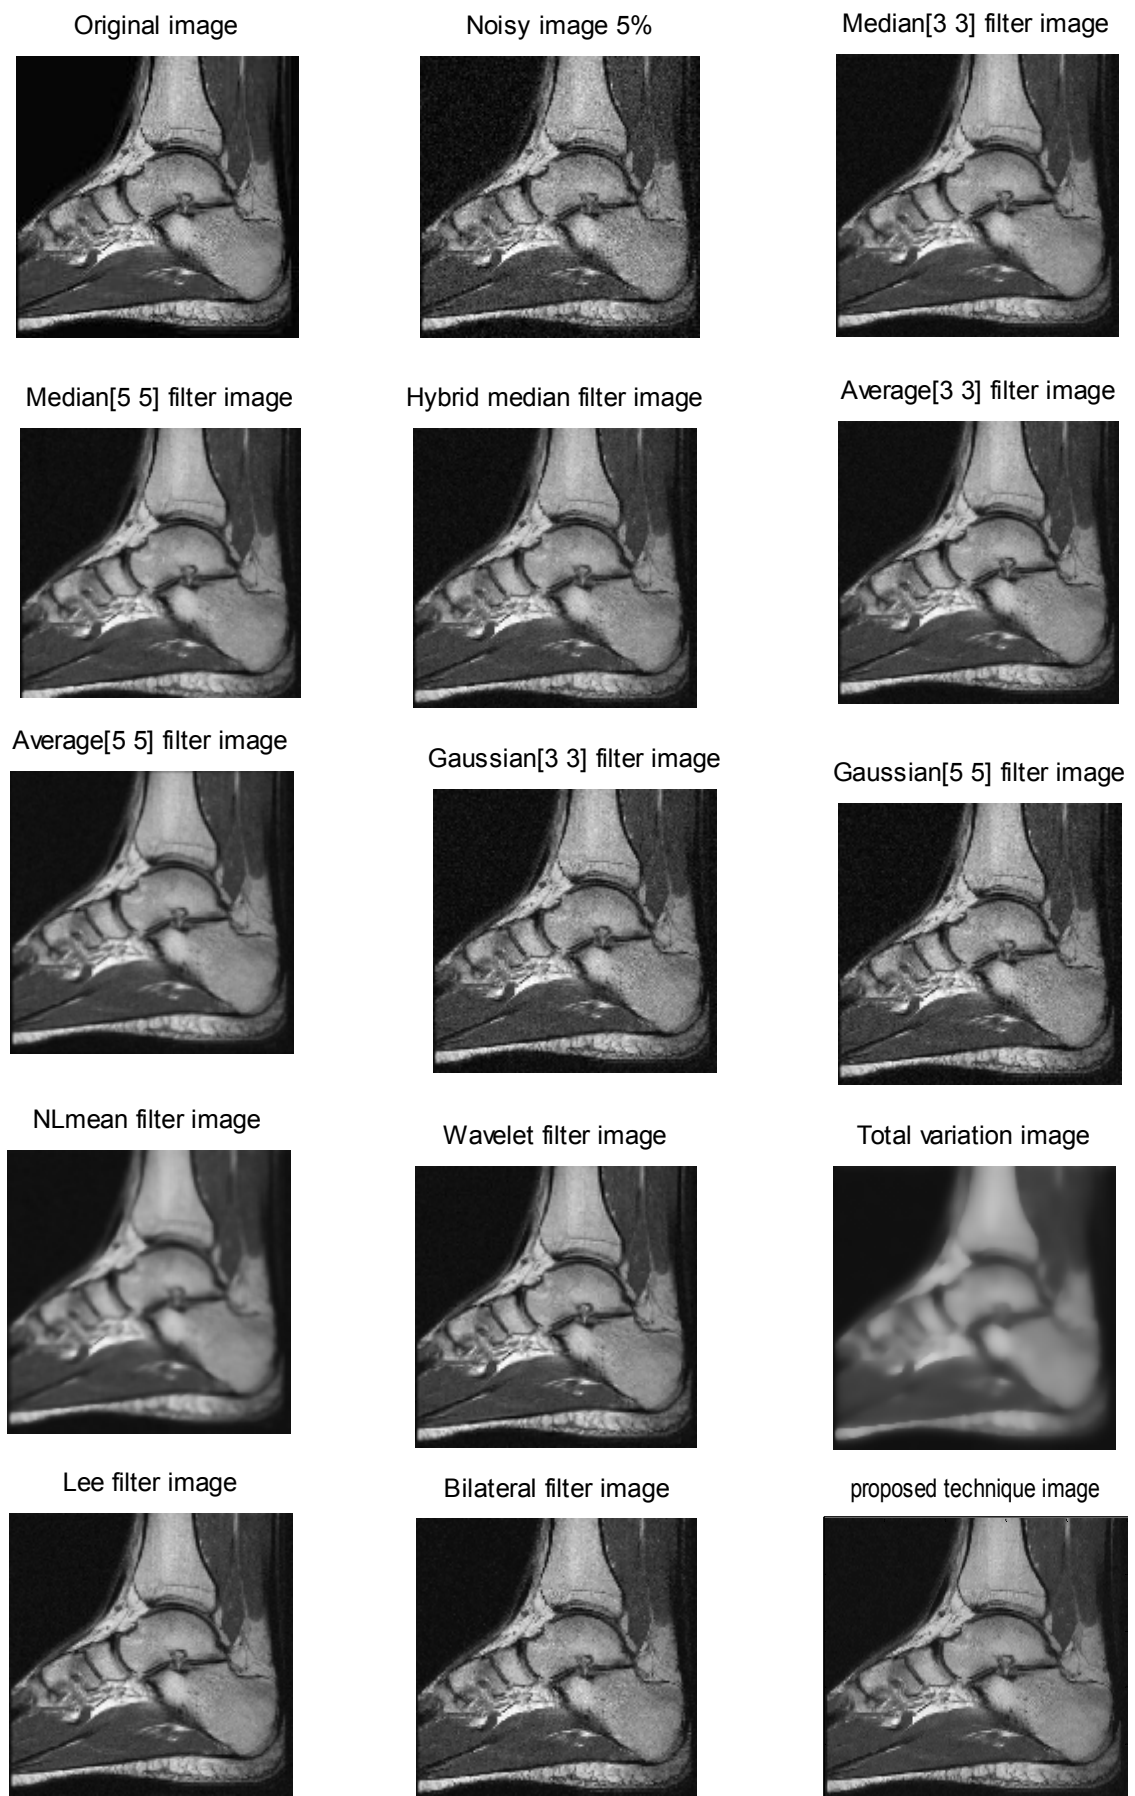 Original image
Noisy image 5%
Median[3 3] filter image
Median[5 5] filter image
Hybrid median filter image
Average[3 3] filter image
Average[5 5] filter image
Gaussian[3 3] filter image
Gaussian[5 5] filter image
NLmean filter image
Wavelet filter image
Total variation image
Lee filter image
Bilateral filter image
proposed technique image